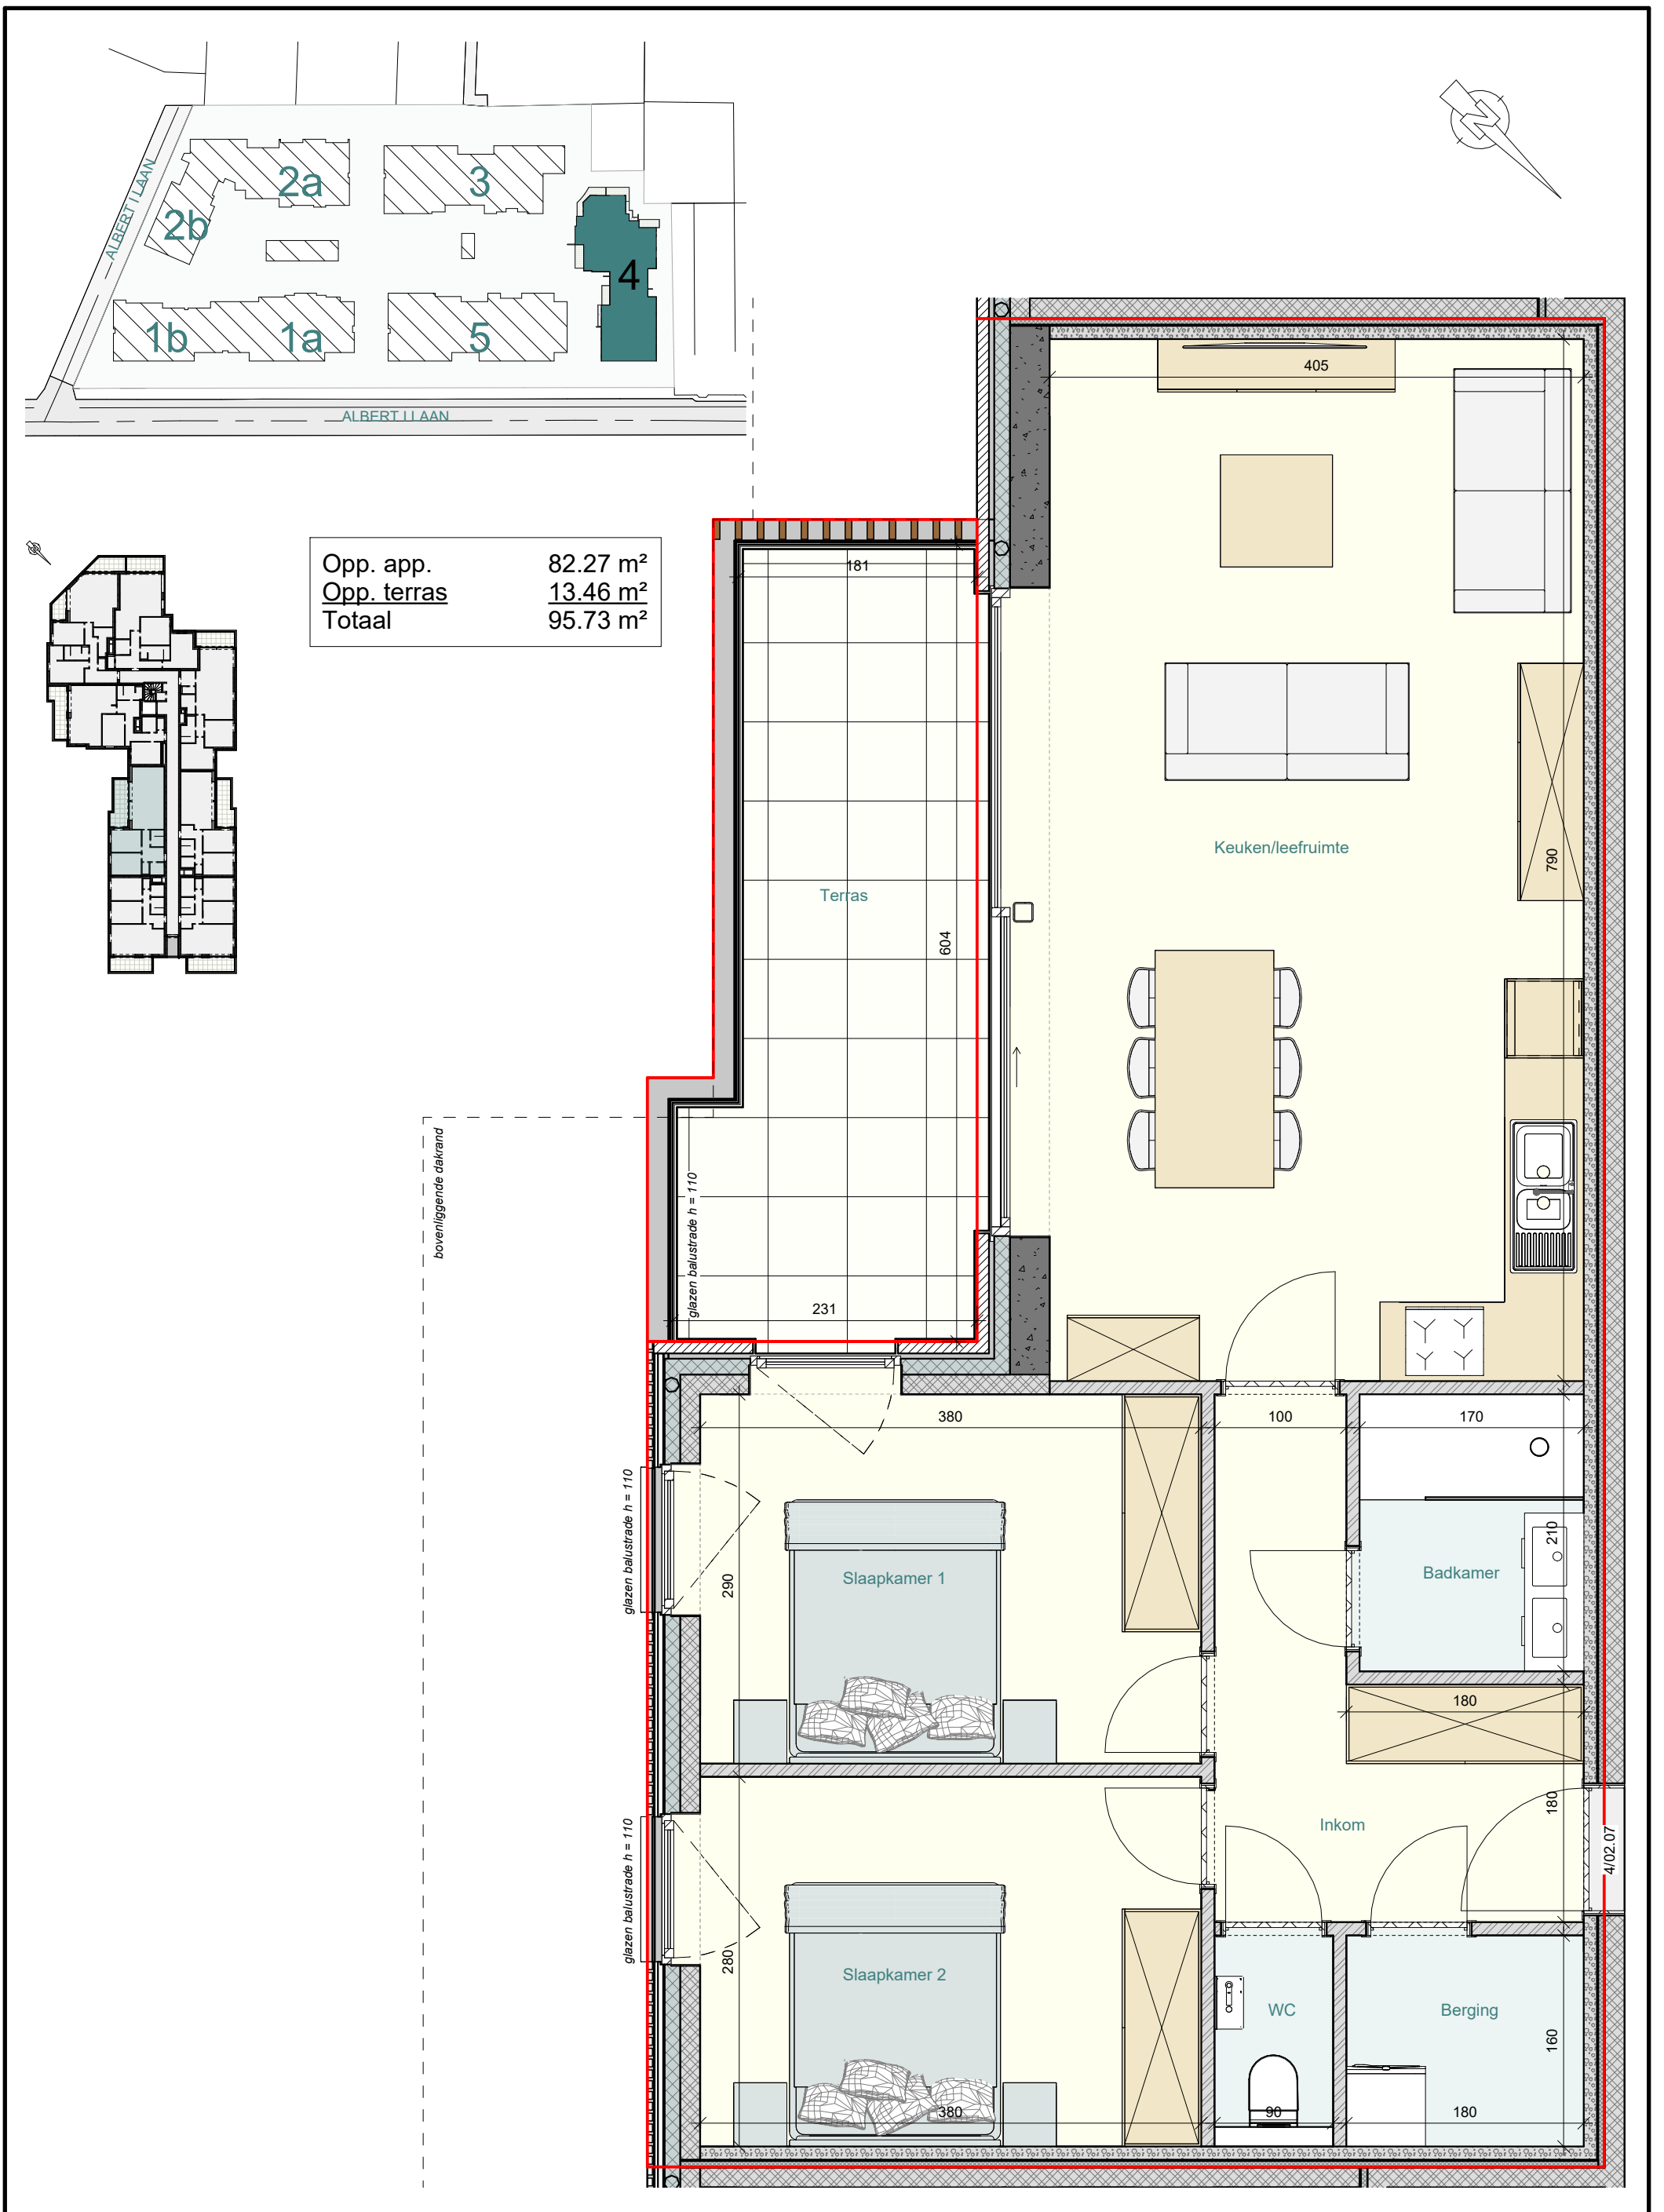 2a
3
2b
4
1b
1a
5
ALBERT I LAAN
ALBERT I LAAN
N
Opp. app. 82.27 m²
Opp. terras 13.46 m²
Totaal 95.73 m²
405
181
Keuken/leefruimte
790
Terras
604
bovenliggende dakrand
glazen balustrade h = 110
231
380
100
170
glazen balustrade h = 110
290
Slaapkamer 1
210
Badkamer
180
glazen balustrade h = 110
Inkom
180
4/02.07
280
Slaapkamer 2
WC
Berging
160
380
90
180